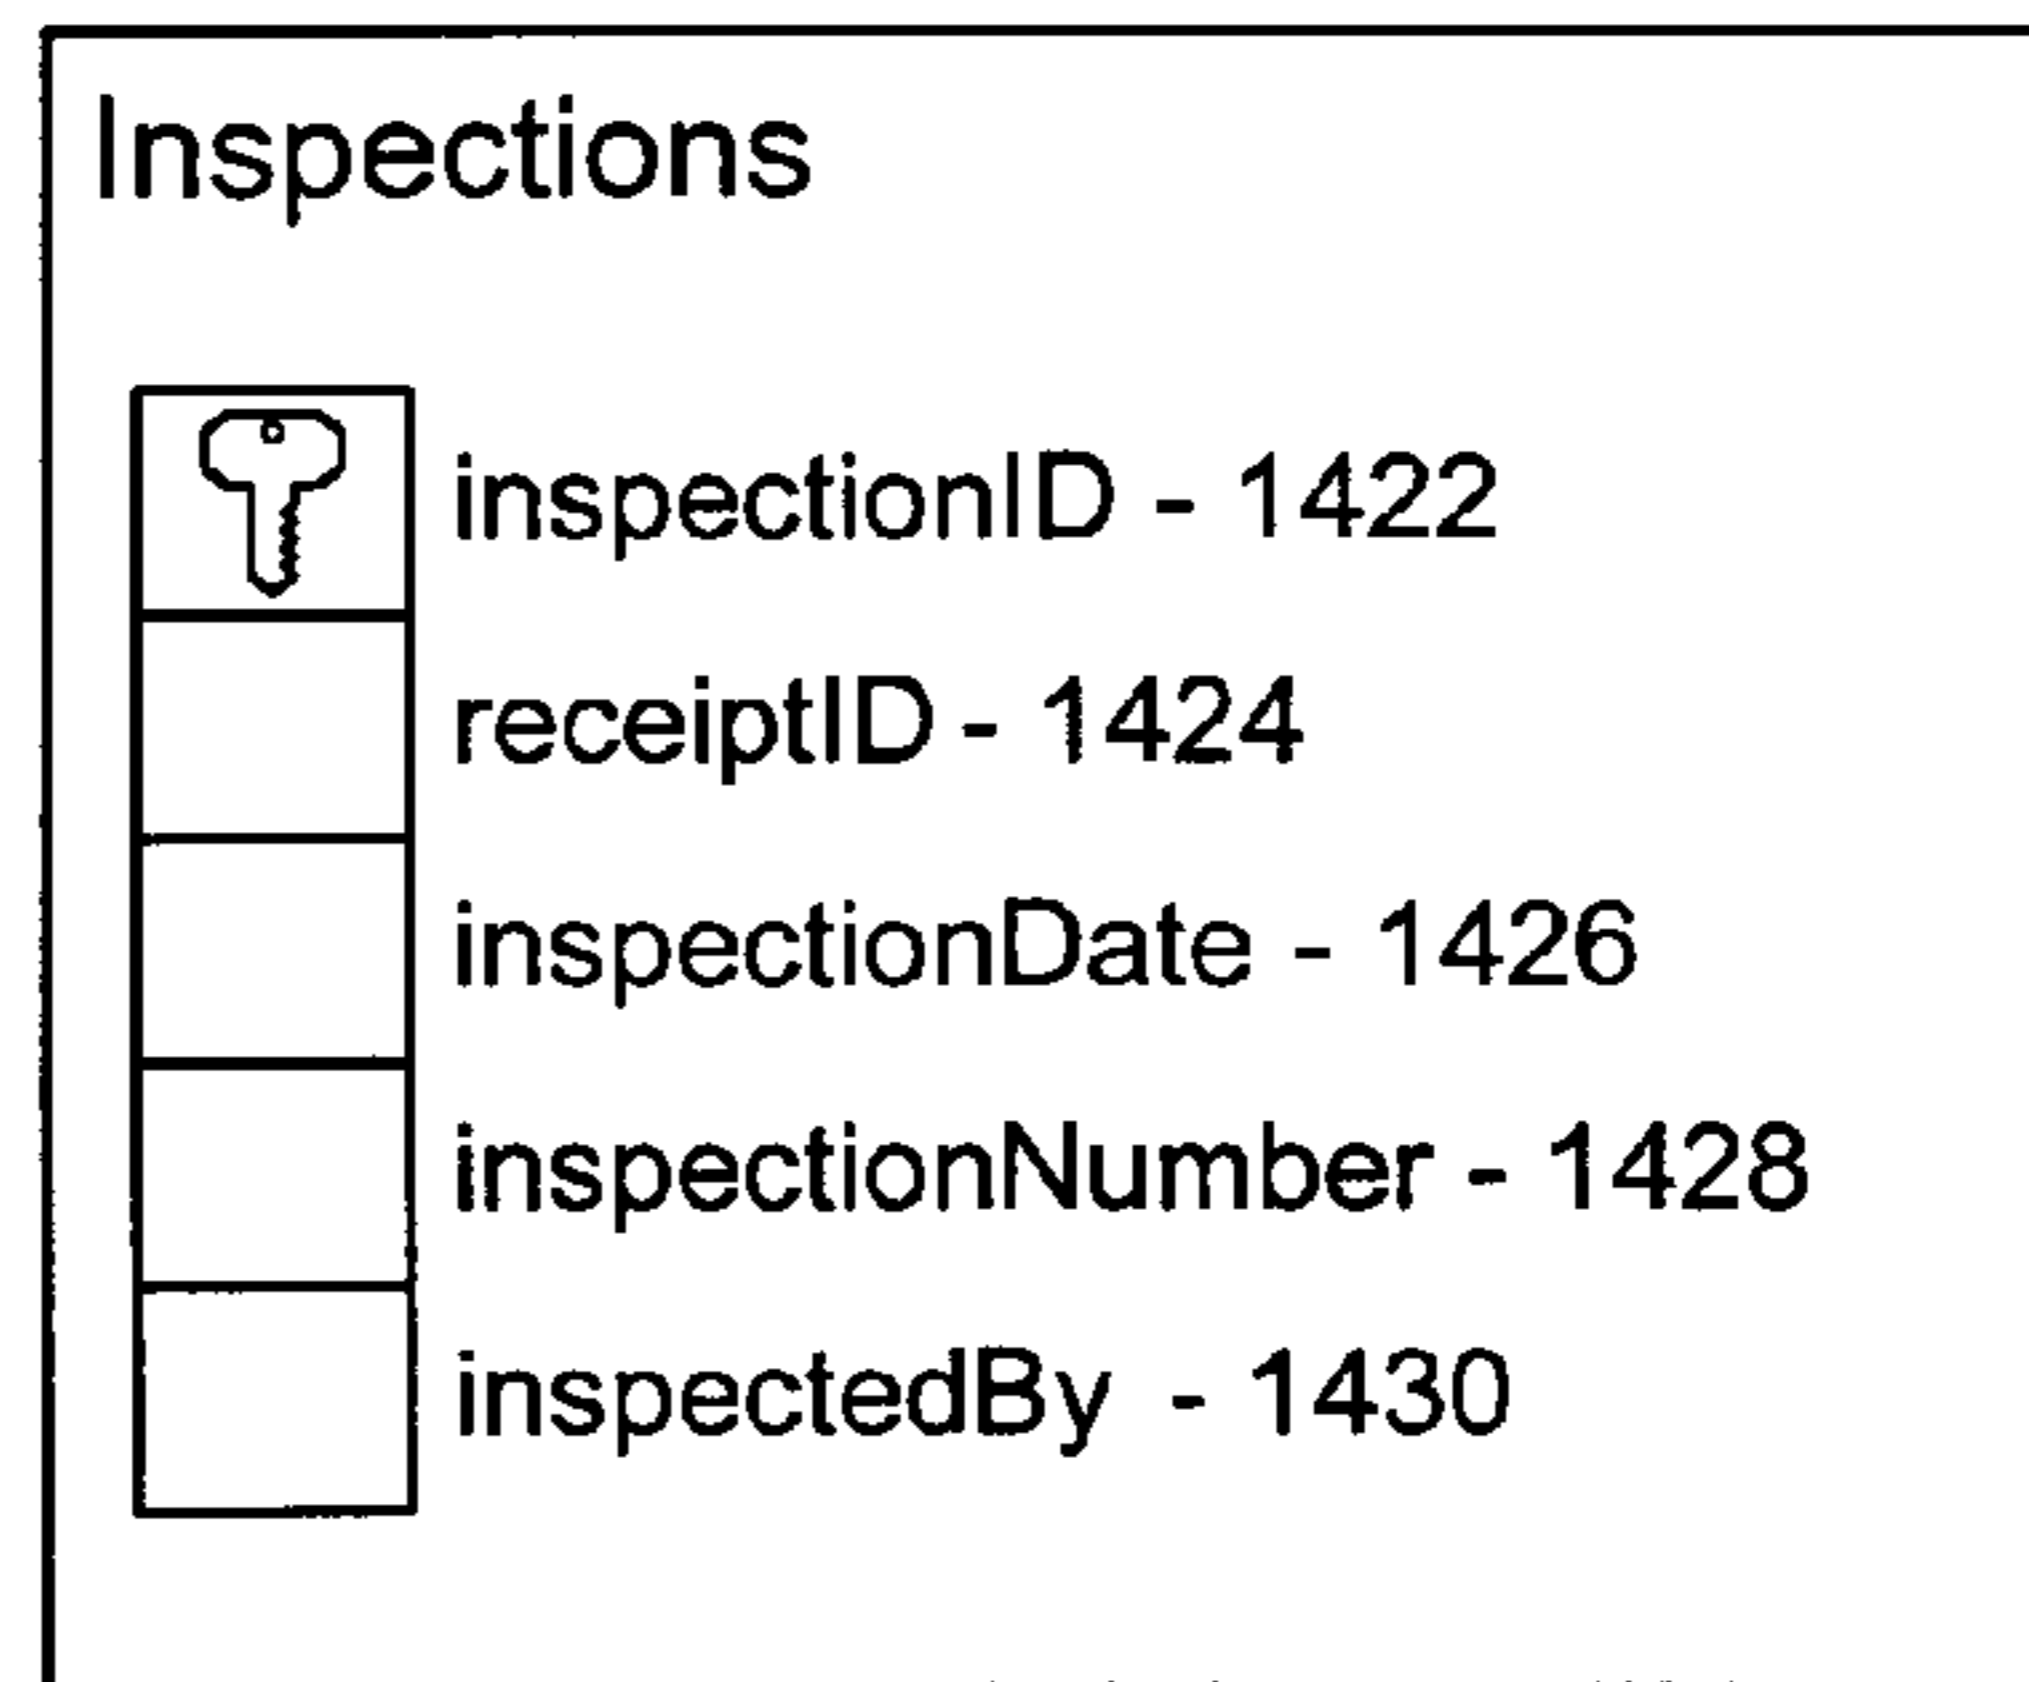 Inspections
inspectionID - 1422
receiptID - 1424
inspectionDate - 1426
inspectionNumber - 1428
inspectedBy - 1430